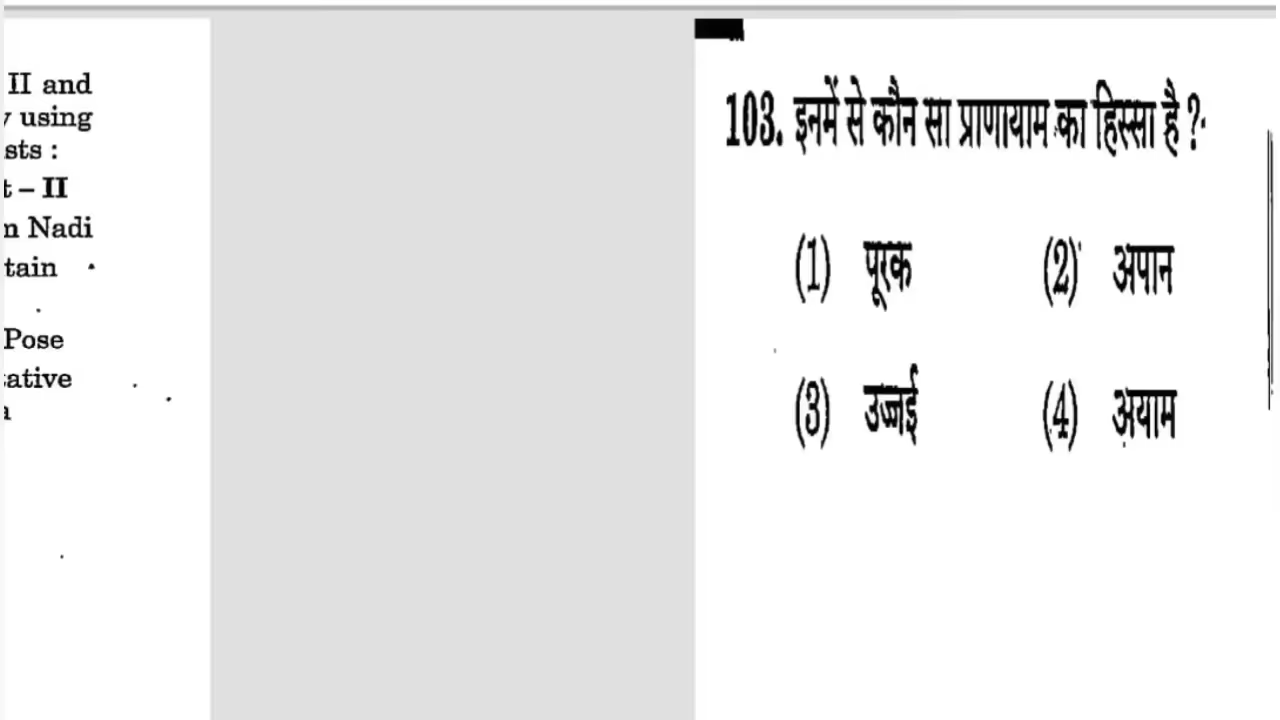 II and
using
sts :
t – II
n Nadi
tain
Pose
ative
a
103. इनमें से कौन सा प्राणायाम का हिस्सा है ?
(1) पूरक (2) अपान
(3) उज्जई (4) अयाम